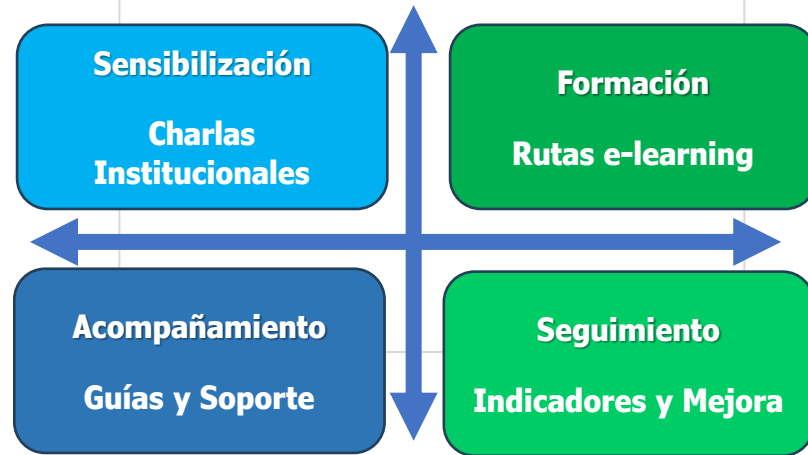 Sensibilización
Charlas
Institucionales
Formación
Rutas e-learning
Acompañamiento
Guías y Soporte
Seguimiento
Indicadores y Mejora